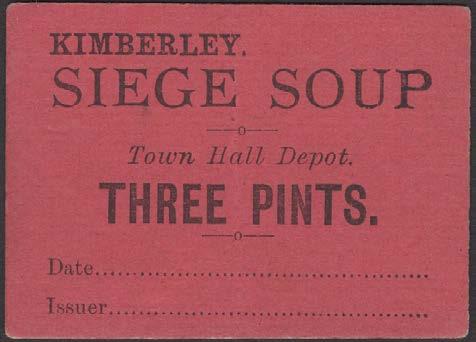 KIMBERLEY.
SIEGE SOUP
Town Hall Depot.
THREE PINTS.
Date..........................................
Issuer........................................